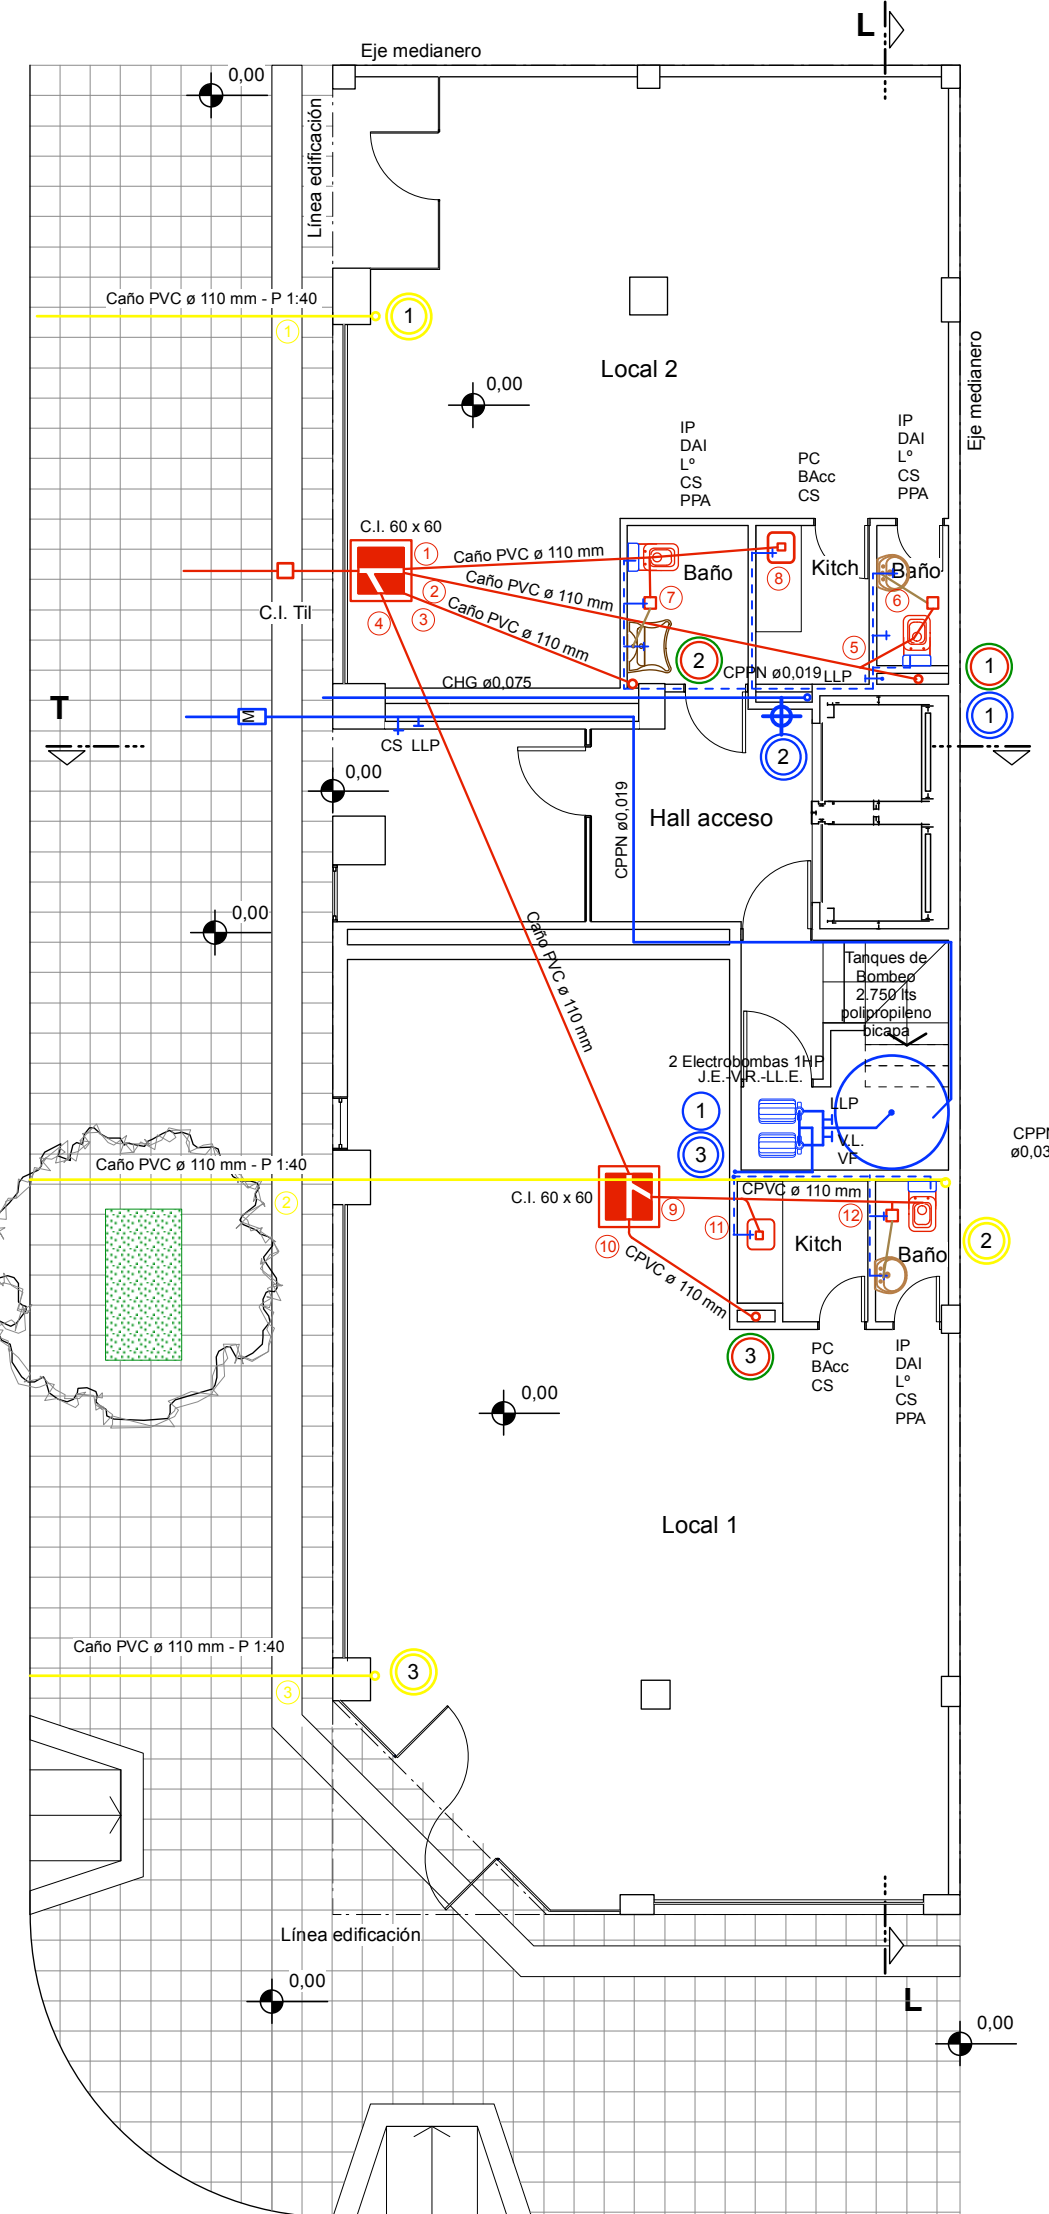 L
Eje medianero
0,00
Línea edificación
Caño PVC ø 110 mm - P 1:40
1
1
Local 2
0,00
Eje medianero
IP
DAI
Lº
CS
PPA
PC
BAcc
CS
IP
DAI
Lº
CS
PPA
C.I. 60 x 60
1
Caño PVC ø 110 mm
Baño
8
Kitch
Baño
2
Caño PVC ø 110 mm
7
6
C.I. Til
4
3
Caño PVC ø 110 mm
5
2
1
CHG ø0,075
CPPN ø0,019
LLP
T
M
CS
LLP
1
2
0,00
CPPN ø0,019
Hall acceso
0,00
Caño PVC ø 110 mm
Tanques de
Bombeo
2.750 lts
polipropileno
bicapa
2 Electrobombas 1HP
J.E.-V.R.-LL.E.
1
LLP
V.L.
VF
3
CPPN
ø0,03
Caño PVC ø 110 mm - P 1:40
2
C.I. 60 x 60
9
CPVC ø 110 mm
11
12
10
CPVC ø 110 mm
Kitch
Baño
2
3
PC
BAcc
CS
IP
DAI
Lº
CS
PPA
0,00
Local 1
Caño PVC ø 110 mm - P 1:40
3
3
Línea edificación
0,00
L
0,00